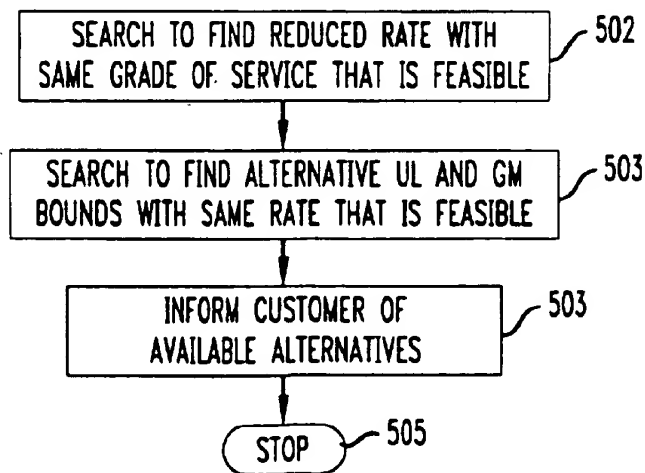 SEARCH TO FIND REDUCED RATE WITH
SAME GRADE OF SERVICE THAT IS FEASIBLE
502
SEARCH TO FIND ALTERNATIVE UL AND GM
BOUNDS WITH SAME RATE THAT IS FEASIBLE
503
INFORM CUSTOMER OF
AVAILABLE ALTERNATIVES
503
STOP
505